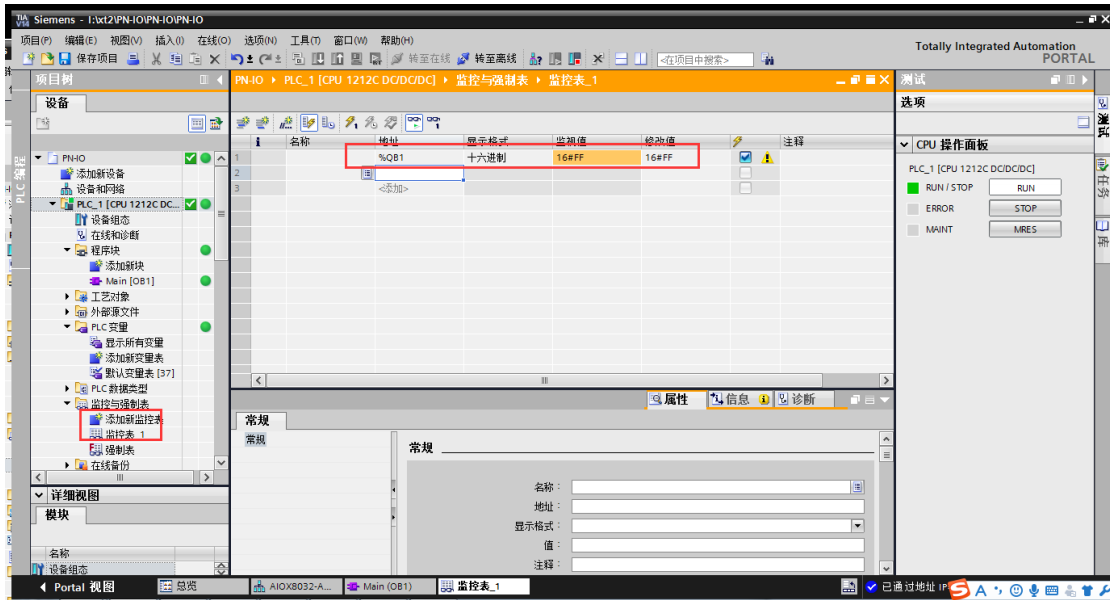 Siemens - I:\xt2\PN-IO\PN-IO\PN-IO
项目(P) 编辑(E) 视图(V) 插入(I) 在线(O) 选项(N) 工具(T) 窗口(W) 帮助(H)
Totally Integrated Automation
PORTAL
保存项目 转至在线 转至离线 <在项目中搜索>
项目树
PN-IO PLC_1 [CPU 1212C DC/DC/DC] 监控与强制表 监控表_1
测试
设备
选项
i 名称 地址 显示格式 监视值 修改值 注释
1 %QB1 十六进制 16#FF 16#FF
2
3 <添加>
PN-IO
添加新设备
设备和网络
PLC_1 [CPU 1212C DC...
设备组态
在线和诊断
程序块
添加新块
Main [OB1]
工艺对象
外部源文件
PLC 变量
显示所有变量
添加新变量表
默认变量表 [37]
PLC 数据类型
监控与强制表
添加新监控表
监控表_1
强制表
在线备份
详细视图
模块
名称
设备组态
CPU 操作面板
PLC_1 [CPU 1212C DC/DC/DC]
RUN / STOP RUN
ERROR STOP
MAINT MRES
PLC 编程
测试
任务
库
属性 信息 诊断
常规
常规
常规
名称：
地址：
显示格式：
值：
注释：
Portal 视图 总览 AIOX8032-A... Main (OB1) 监控表_1
已通过地址 IP